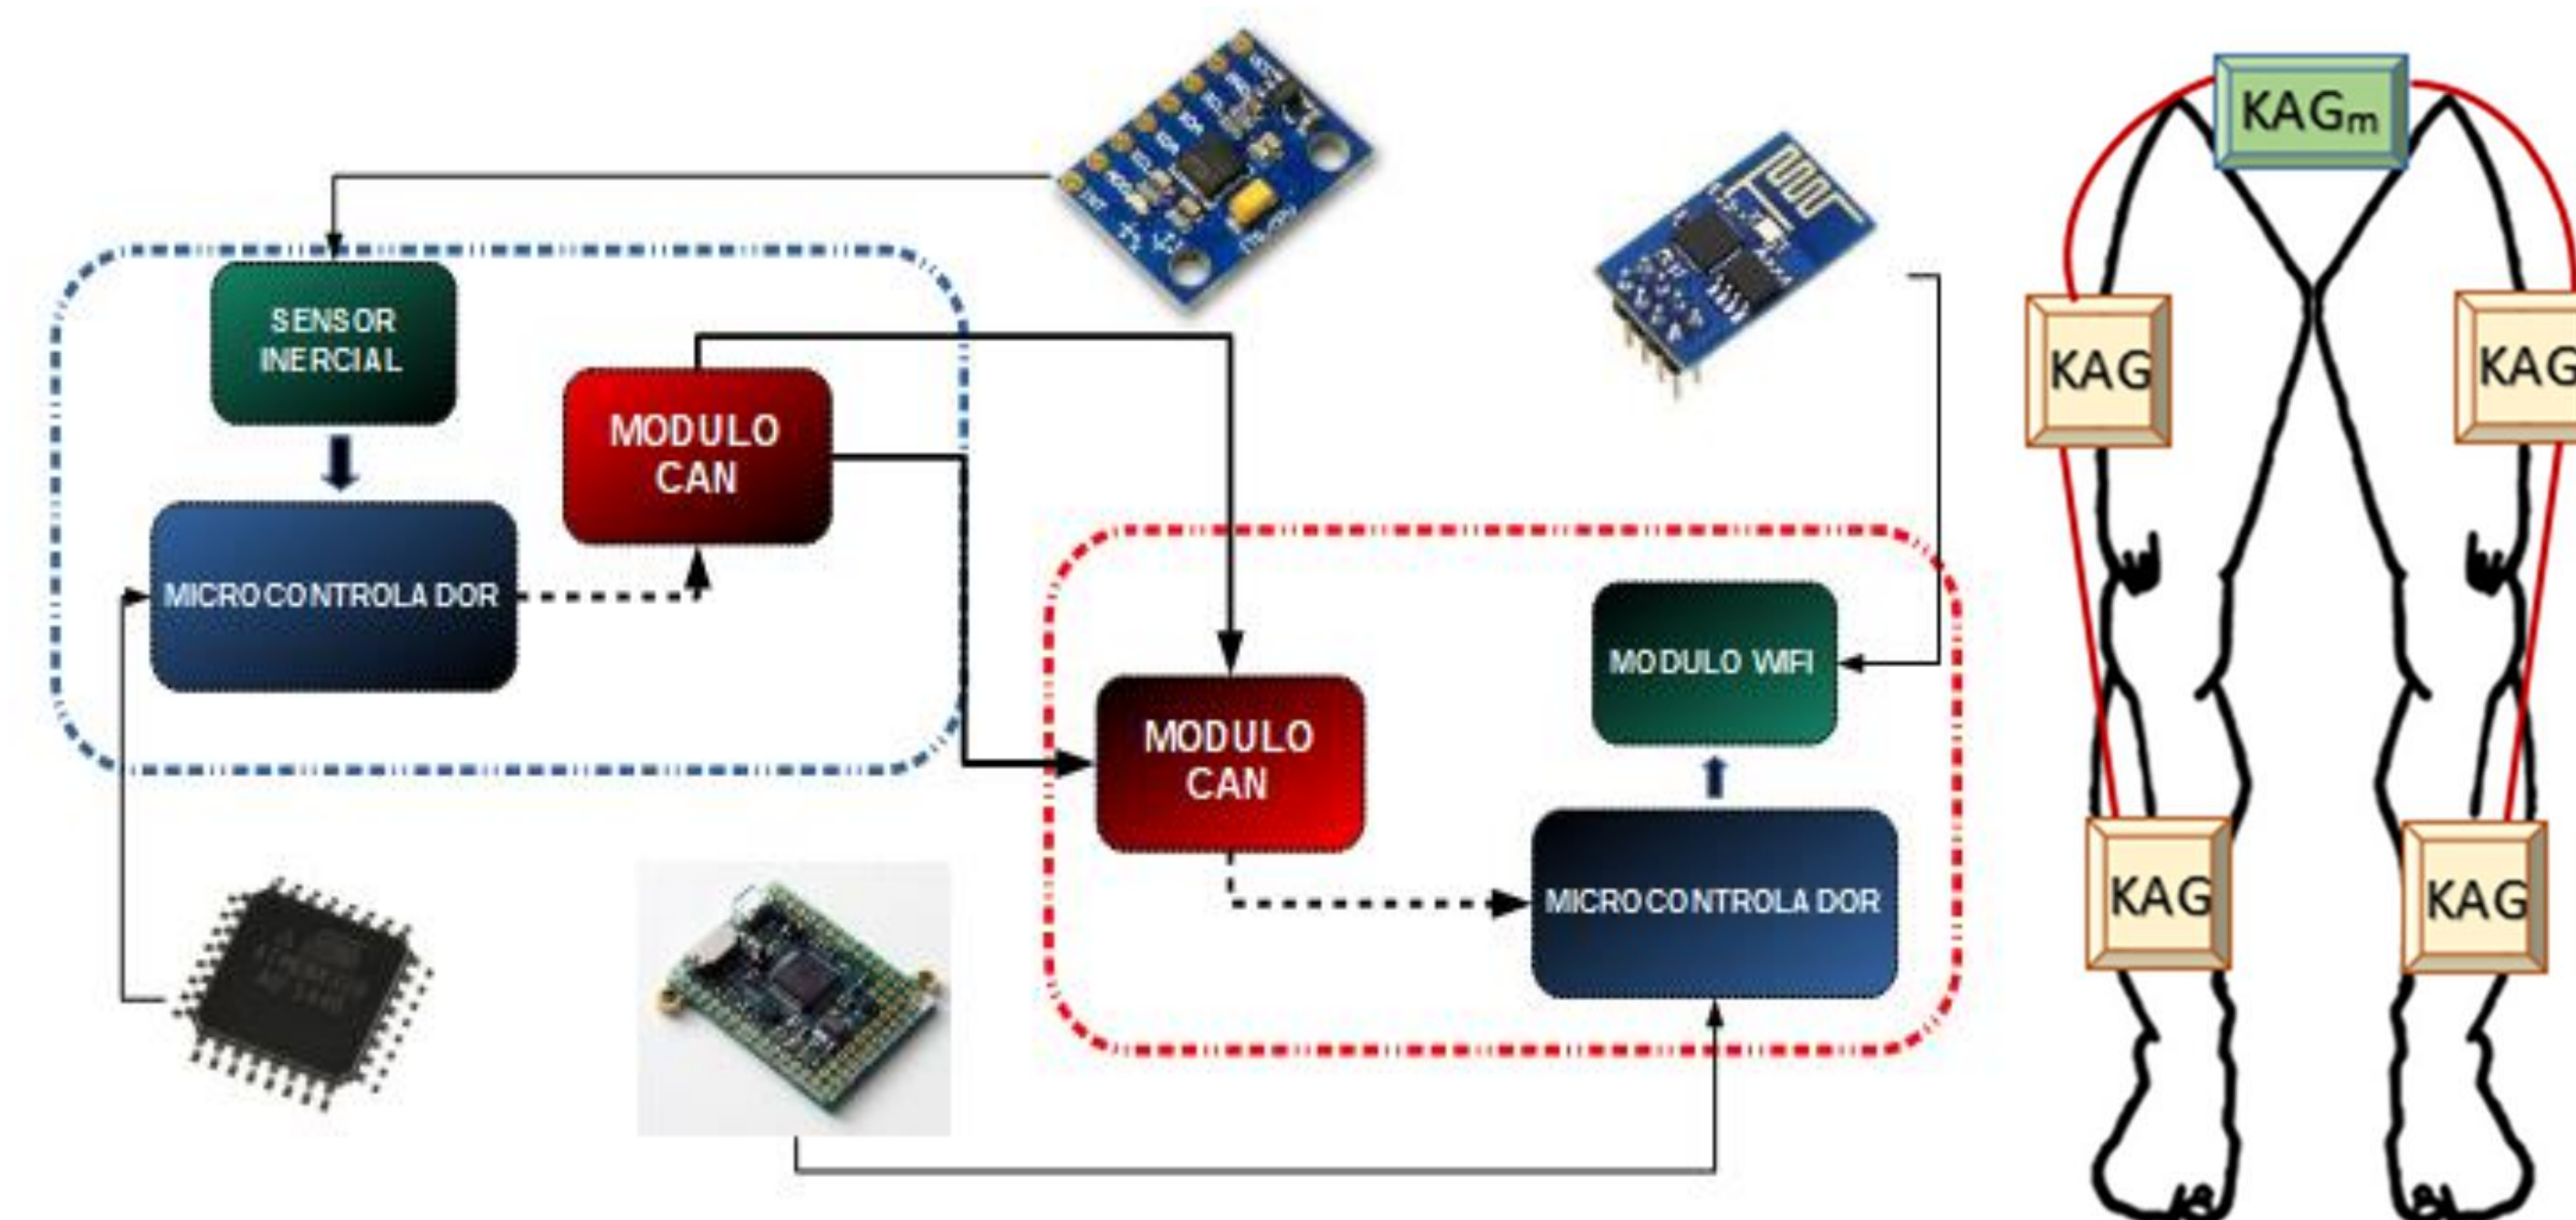 KAGm
SENSOR
INERCIAL
MODULO
CAN
KAG
KAG
MICROCONTROLADOR
MODULO WIFI
MODULO
CAN
MICROCONTROLADOR
KAG
KAG